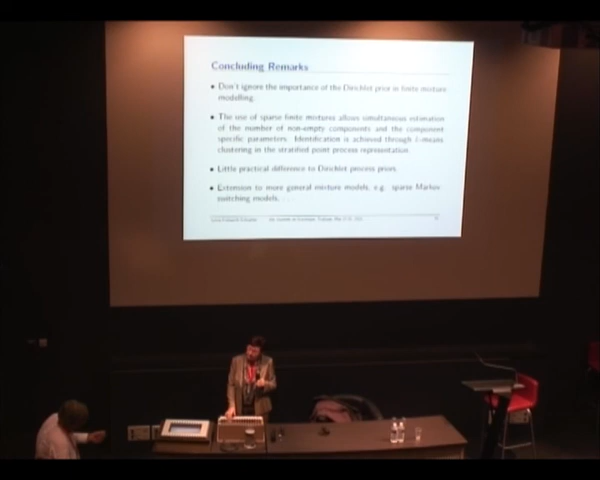 Concluding Remarks
• Don't ignore the importance of the Dirichlet prior in finite mixture
modelling.
• The use of sparse finite mixtures allows simultaneous estimation
of the number of non-empty components and the component
specific parameters. Identification is achieved through k-means
clustering in the stratified point process representation.
• Little practical difference to Dirichlet process priors.
• Extension to more general mixture models, e.g. sparse Markov
switching models, ...